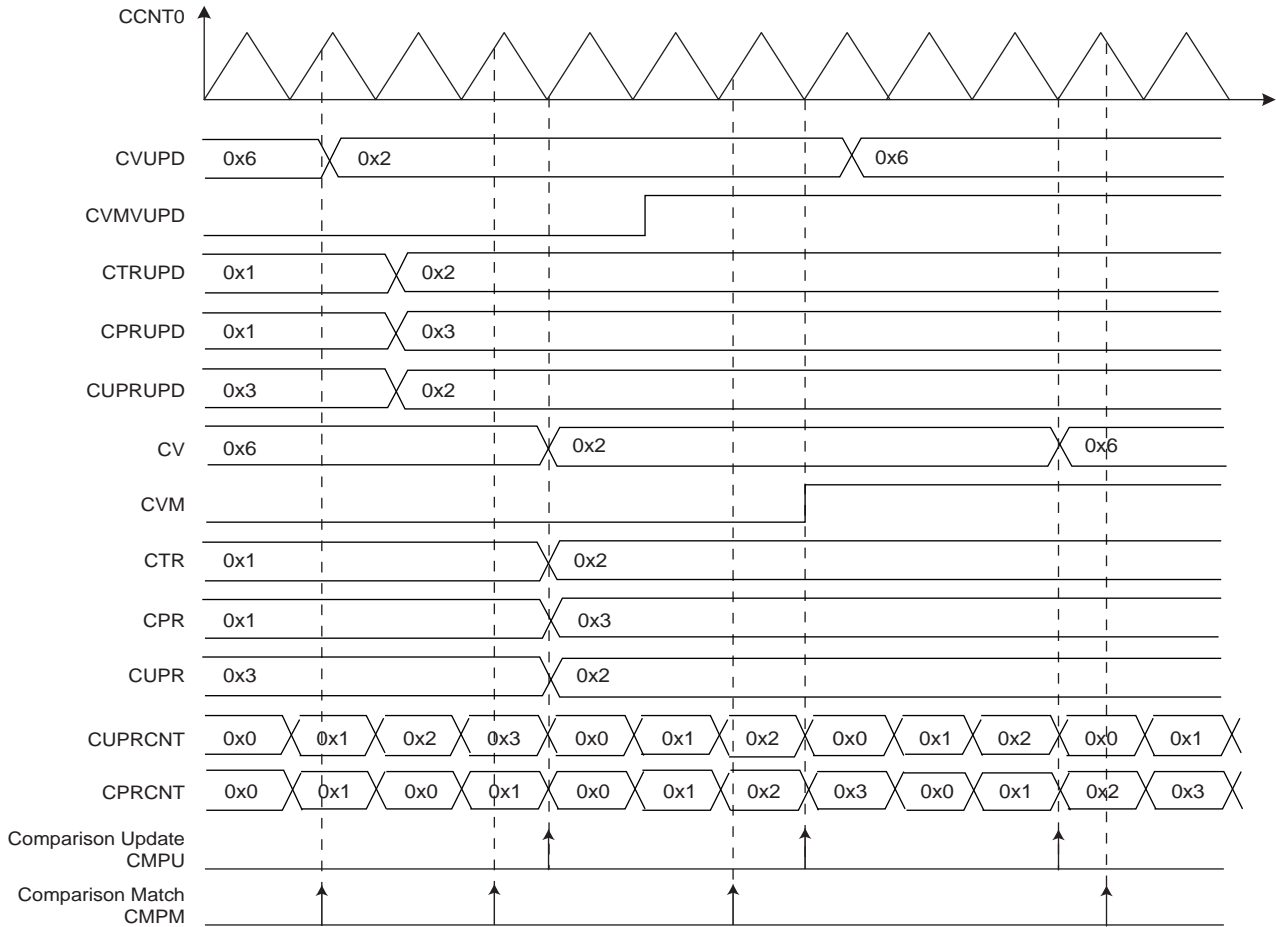 CCNT0
CVUPD 0x6 0x2 0x6
CVMVUPD
CTRUPD 0x1 0x2
CPRUPD 0x1 0x3
CUPRUPD 0x3 0x2
CV 0x6 0x2 0x6
CVM
CTR 0x1 0x2
CPR 0x1 0x3
CUPR 0x3 0x2
CUPRCNT 0x0 0x1 0x2 0x3 0x0 0x1 0x2 0x0 0x1 0x2 0x0 0x1
CPRCNT 0x0 0x1 0x0 0x1 0x0 0x1 0x2 0x3 0x0 0x1 0x2 0x3
Comparison Update
CMPU
Comparison Match
CMPM